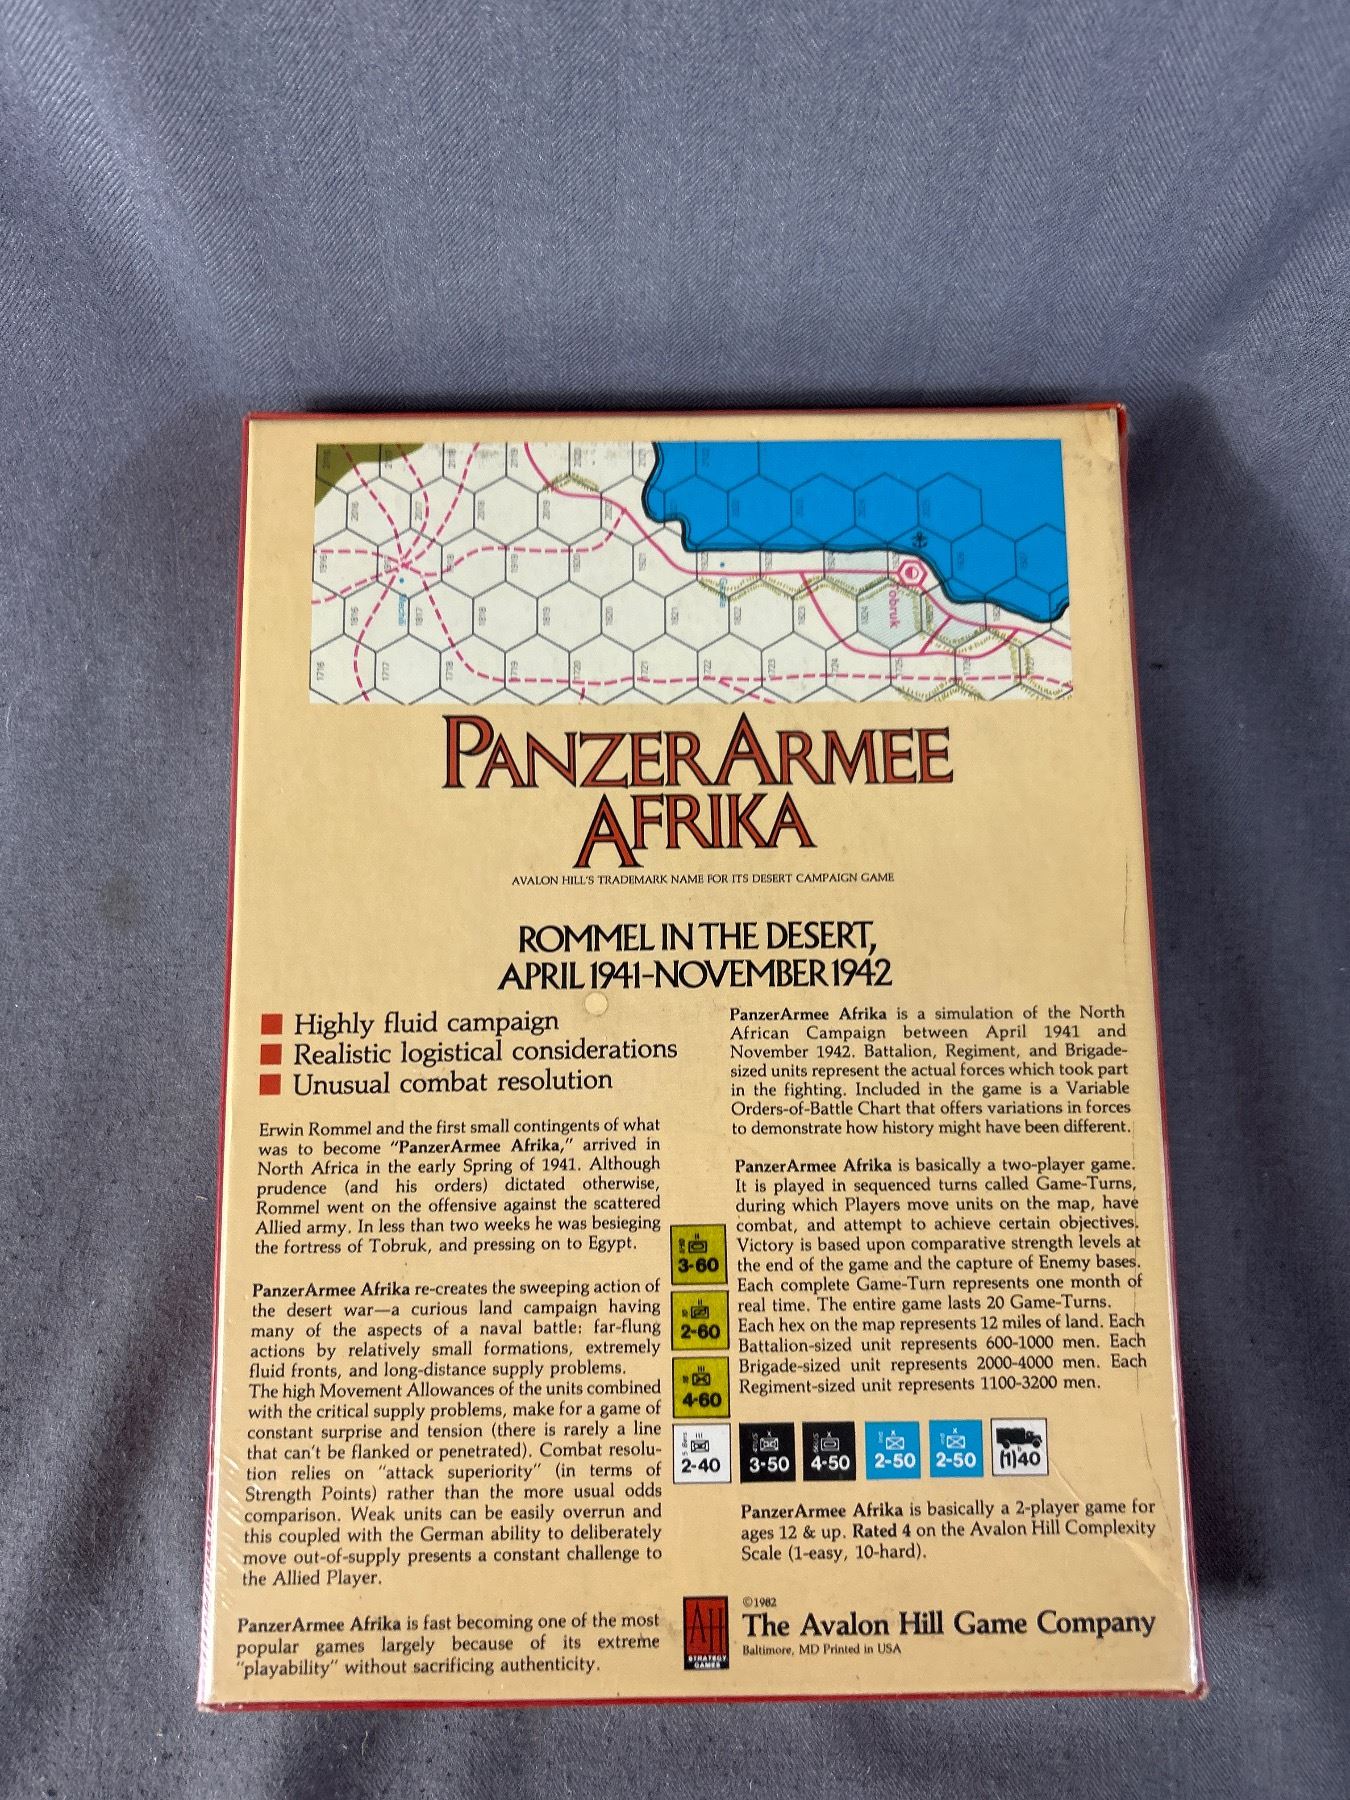 Tobruk
PANZERARMEE
AFRIKA
AVALON HILL'S TRADEMARK NAME FOR ITS DESERT CAMPAIGN GAME
ROMMEL IN THE DESERT,
APRIL 1941-NOVEMBER 1942
Highly fluid campaign
Realistic logistical considerations
Unusual combat resolution
Erwin Rommel and the first small contingents of what
was to become "PanzerArmee Afrika," arrived in
North Africa in the early Spring of 1941. Although
prudence (and his orders) dictated otherwise,
Rommel went on the offensive against the scattered
Allied army. In less than two weeks he was besieging
the fortress of Tobruk, and pressing on to Egypt.
PanzerArmee Afrika re-creates the sweeping action of
the desert war—a curious land campaign having
many of the aspects of a naval battle: far-flung
actions by relatively small formations, extremely
fluid fronts, and long-distance supply problems.
The high Movement Allowances of the units combined
with the critical supply problems, make for a game of
constant surprise and tension (there is rarely a line
that can't be flanked or penetrated). Combat resolu-
tion relies on "attack superiority" (in terms of
Strength Points) rather than the more usual odds
comparison. Weak units can be easily overrun and
this coupled with the German ability to deliberately
move out-of-supply presents a constant challenge to
the Allied Player.
PanzerArmee Afrika is fast becoming one of the most
popular games largely because of its extreme
"playability" without sacrificing authenticity.
PanzerArmee Afrika is a simulation of the North
African Campaign between April 1941 and
November 1942. Battalion, Regiment, and Brigade-
sized units represent the actual forces which took part
in the fighting. Included in the game is a Variable
Orders-of-Battle Chart that offers variations in forces
to demonstrate how history might have been different.
PanzerArmee Afrika is basically a two-player game.
It is played in sequenced turns called Game-Turns,
during which Players move units on the map, have
combat, and attempt to achieve certain objectives.
Victory is based upon comparative strength levels at
the end of the game and the capture of Enemy bases.
Each complete Game-Turn represents one month of
real time. The entire game lasts 20 Game-Turns.
Each hex on the map represents 12 miles of land. Each
Battalion-sized unit represents 600-1000 men. Each
Brigade-sized unit represents 2000-4000 men. Each
Regiment-sized unit represents 1100-3200 men.
3-60
2-60
4-60
2-40 3-50 4-50 2-50 2-50 (1)40
PanzerArmee Afrika is basically a 2-player game for
ages 12 & up. Rated 4 on the Avalon Hill Complexity
Scale (1-easy, 10-hard).
AH
STRATEGY
GAMES
©1982
The Avalon Hill Game Company
Baltimore, MD Printed in USA